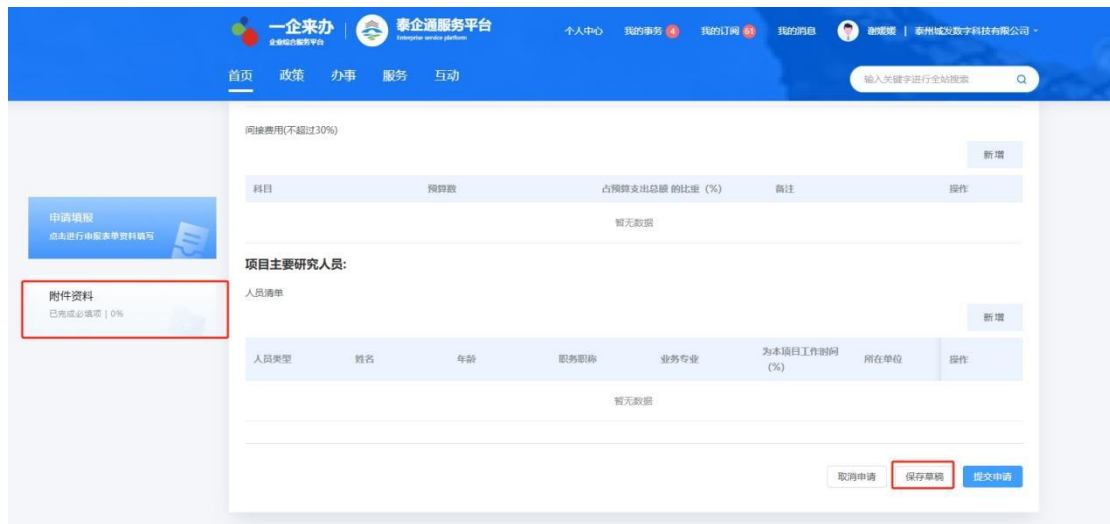 一企来办
企业综合服务平台
泰企通服务平台
Enterprise service platform
个人中心 我的事务 4 我的订阅 61 我的消息 谢媛媛 | 泰州城发数字科技有限公司
首页 政策 办事 服务 互动
输入关键字进行全站搜索
间接费用(不超过30%)
新增
科目 预算数 占预算支出总额 的比重 (%) 备注 操作
暂无数据
申请填报
点击进行申报表单资料填写
项目主要研究人员:
人员清单
附件资料
已完成必填项 | 0%
新增
人员类型 姓名 年龄 职务职称 业务专业 为本项目工作时间 (%) 所在单位 操作
暂无数据
取消申请 保存草稿 提交申请